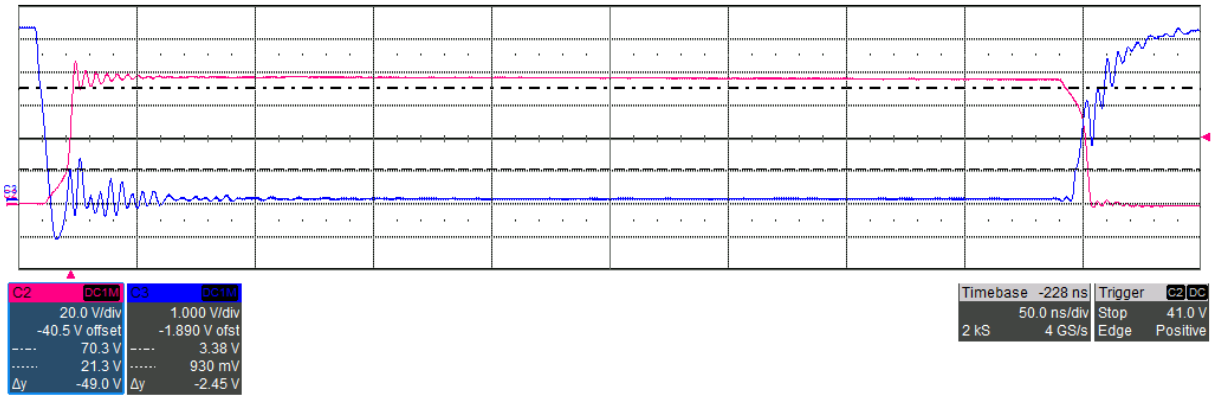 C3
C2
C2 DC1M
20.0 V/div
-40.5 V offset
70.3 V
21.3 V
Δy -49.0 V
C3 DC1M
1.000 V/div
-1.890 V ofst
3.38 V
930 mV
Δy -2.45 V
Timebase -228 ns
50.0 ns/div
2 kS 4 GS/s
Trigger C2 DC
Stop 41.0 V
Edge Positive